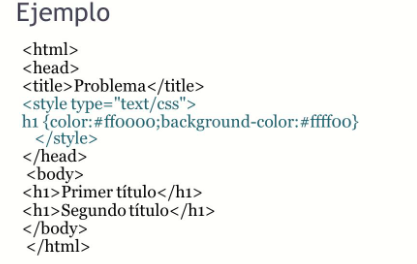 Ejemplo
<html>
<head>
<title>Problema</title>
<style type="text/css">
h1 {color:#ff0000;background-color:#ffff00}
</style>
</head>
<body>
<h1>Primer título</h1>
<h1>Segundo título</h1>
</body>
</html>